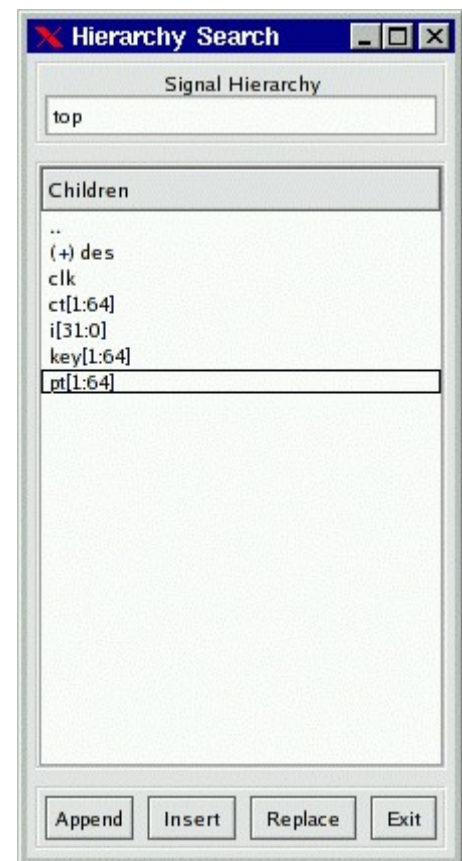 Hierarchy Search
Signal Hierarchy
top
Children
..
(+) des
clk
ct[1:64]
i[31:0]
key[1:64]
pt[1:64]
Append Insert Replace Exit